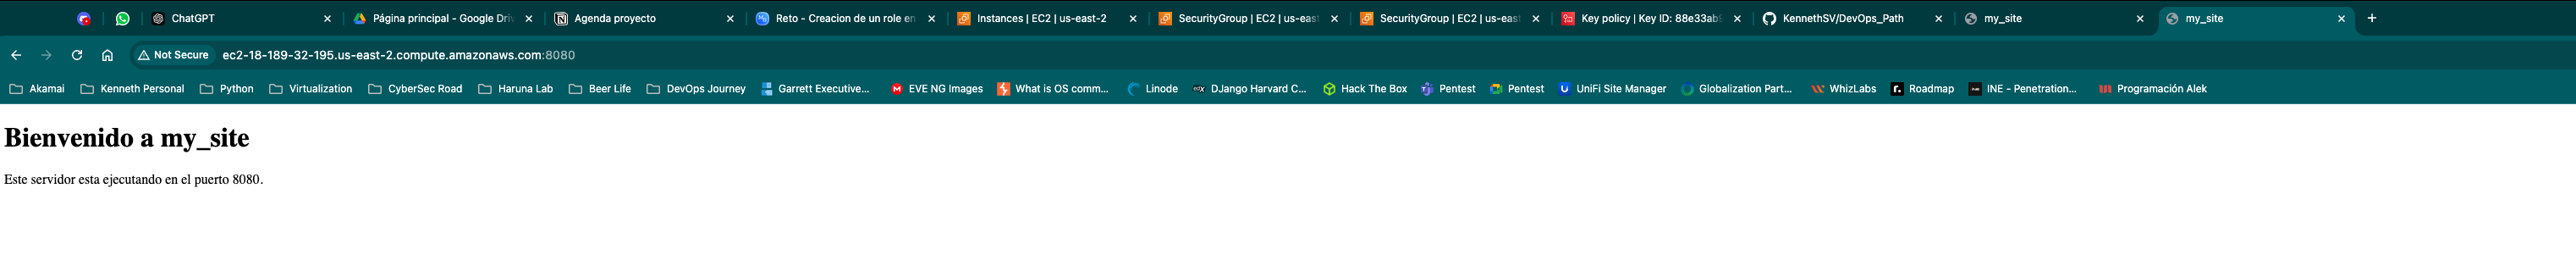 ChatGPT Página principal - Google Driv Agenda proyecto Reto - Creacion de un role en Instances | EC2 | us-east-2 SecurityGroup | EC2 | us-east SecurityGroup | EC2 | us-east Key policy | Key ID: 88e33ab9 KennethSV/DevOps_Path my_site my_site
Not Secure ec2-18-189-32-195.us-east-2.compute.amazonaws.com:8080
Akamai Kenneth Personal Python Virtualization CyberSec Road Haruna Lab Beer Life DevOps Journey Garrett Executive... EVE NG Images What is OS comm... Linode DJango Harvard C... Hack The Box Pentest Pentest UniFi Site Manager Globalization Part... WhizLabs Roadmap INE - Penetration... Programación Alek
Bienvenido a my_site
Este servidor esta ejecutando en el puerto 8080.